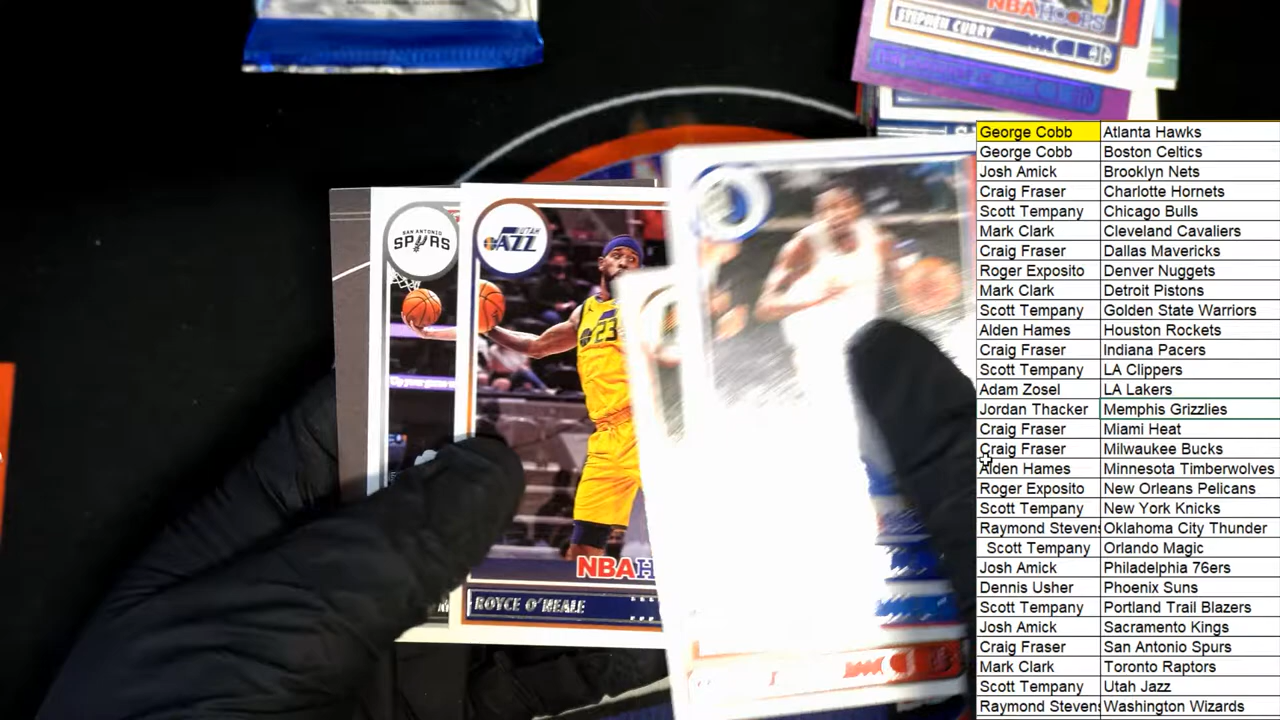 NBA HOOPS
STEPHEN CURRY
SAN ANTONIO
SPURS
UTAH
JAZZ
23
NBA H
ROYCE O'NEALE
George Cobb Atlanta Hawks
George Cobb Boston Celtics
Josh Amick Brooklyn Nets
Craig Fraser Charlotte Hornets
Scott Tempany Chicago Bulls
Mark Clark Cleveland Cavaliers
Craig Fraser Dallas Mavericks
Roger Exposito Denver Nuggets
Mark Clark Detroit Pistons
Scott Tempany Golden State Warriors
Alden Hames Houston Rockets
Craig Fraser Indiana Pacers
Scott Tempany LA Clippers
Adam Zosel LA Lakers
Jordan Thacker Memphis Grizzlies
Craig Fraser Miami Heat
Craig Fraser Milwaukee Bucks
Alden Hames Minnesota Timberwolves
Roger Exposito New Orleans Pelicans
Scott Tempany New York Knicks
Raymond Stevens Oklahoma City Thunder
Scott Tempany Orlando Magic
Josh Amick Philadelphia 76ers
Dennis Usher Phoenix Suns
Scott Tempany Portland Trail Blazers
Josh Amick Sacramento Kings
Craig Fraser San Antonio Spurs
Mark Clark Toronto Raptors
Scott Tempany Utah Jazz
Raymond Stevens Washington Wizards